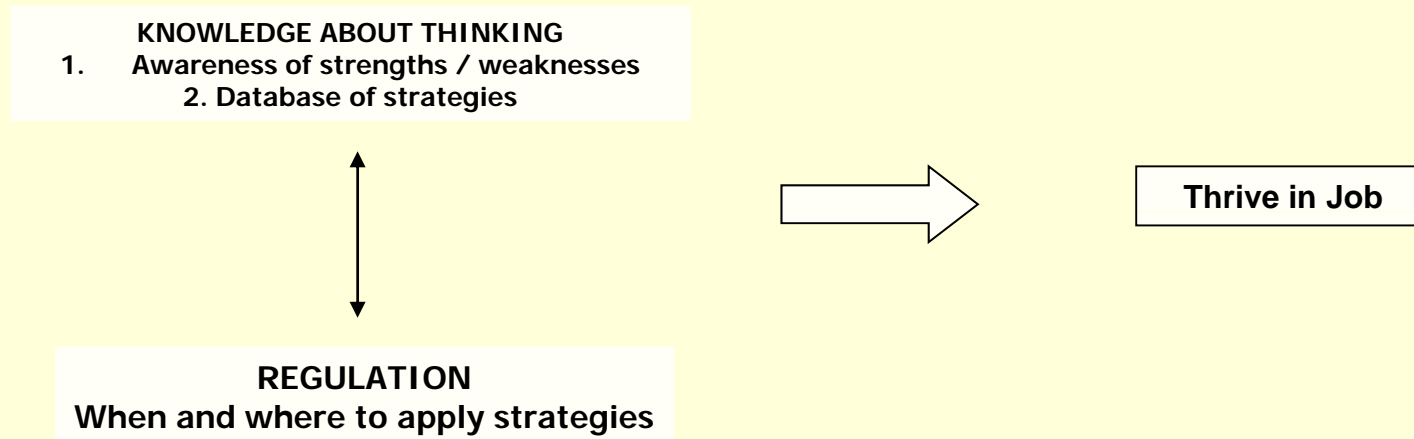 KNOWLEDGE ABOUT THINKING
1. Awareness of strengths / weaknesses
2. Database of strategies
Thrive in Job
REGULATION
When and where to apply strategies